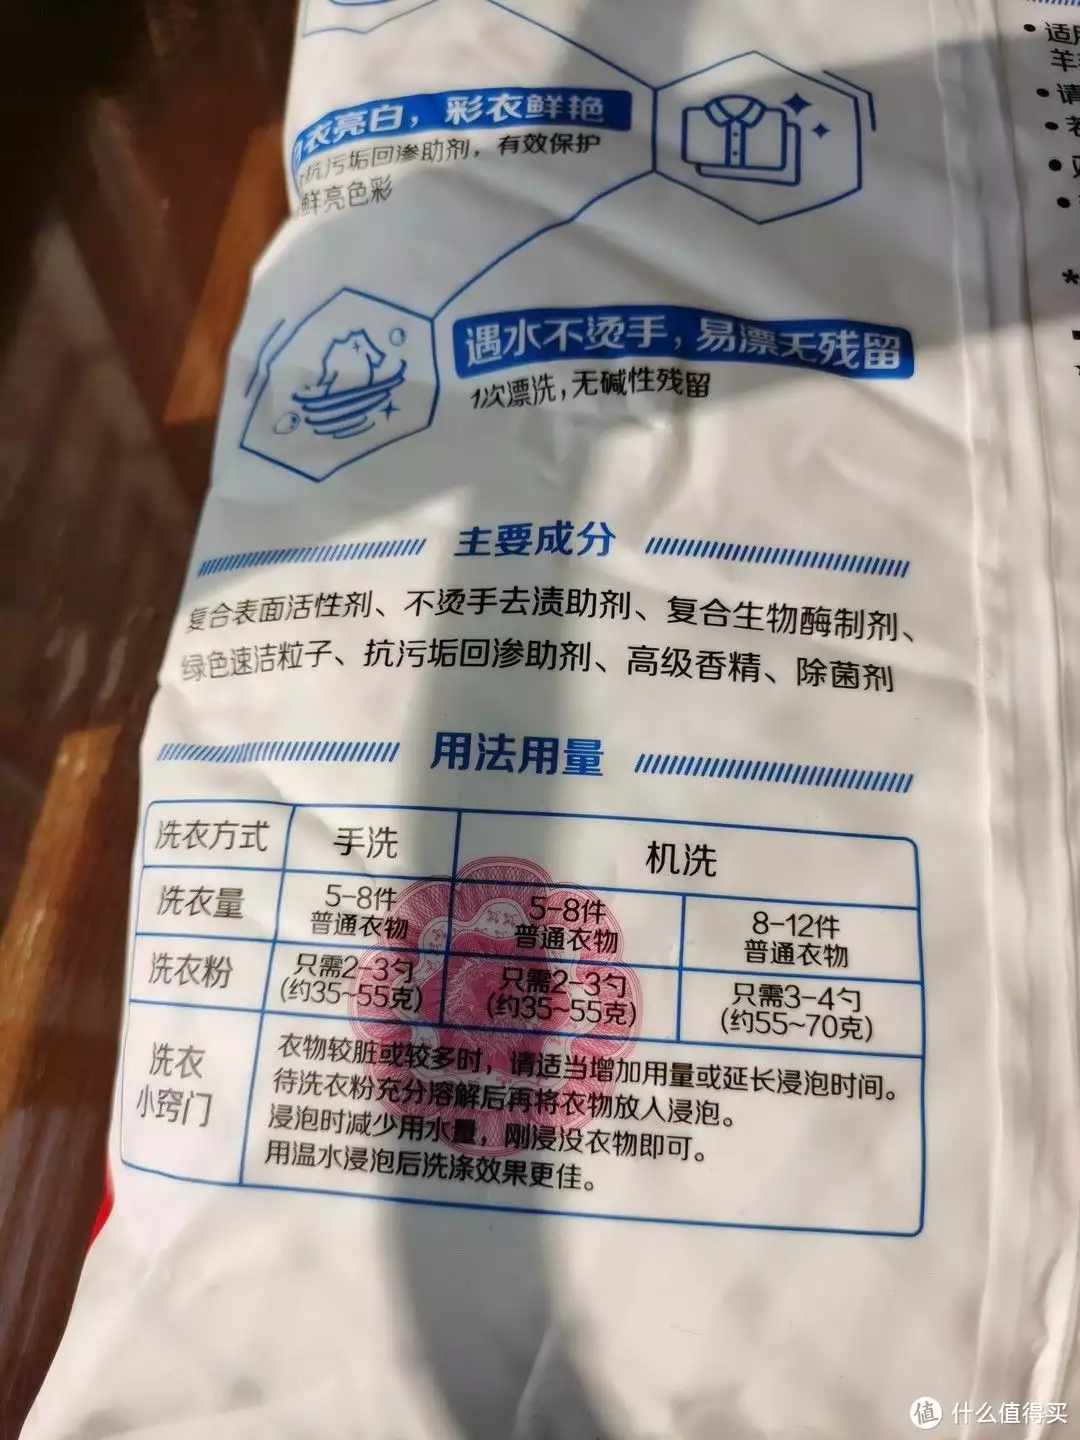 衣亮白，彩衣鲜艳
抗污垢回渗助剂，有效保护
鲜亮色彩
遇水不烫手，易漂无残留
1次漂洗，无碱性残留
主要成分
复合表面活性剂、不烫手去渍助剂、复合生物酶制剂、
绿色速洁粒子、抗污垢回渗助剂、高级香精、除菌剂
用法用量
洗衣方式 手洗 机洗
洗衣量 5-8件 普通衣物 5-8件 普通衣物 8-12件 普通衣物
洗衣粉 只需2-3勺 (约35~55克) 只需2-3勺 (约35~55克) 只需3-4勺 (约55~70克)
洗衣
小窍门
衣物较脏或较多时，请适当增加用量或延长浸泡时间。
待洗衣粉充分溶解后再将衣物放入浸泡。
浸泡时减少用水量，刚浸没衣物即可。
用温水浸泡后洗涤效果更佳。
•适
羊
•请
值 什么值得买